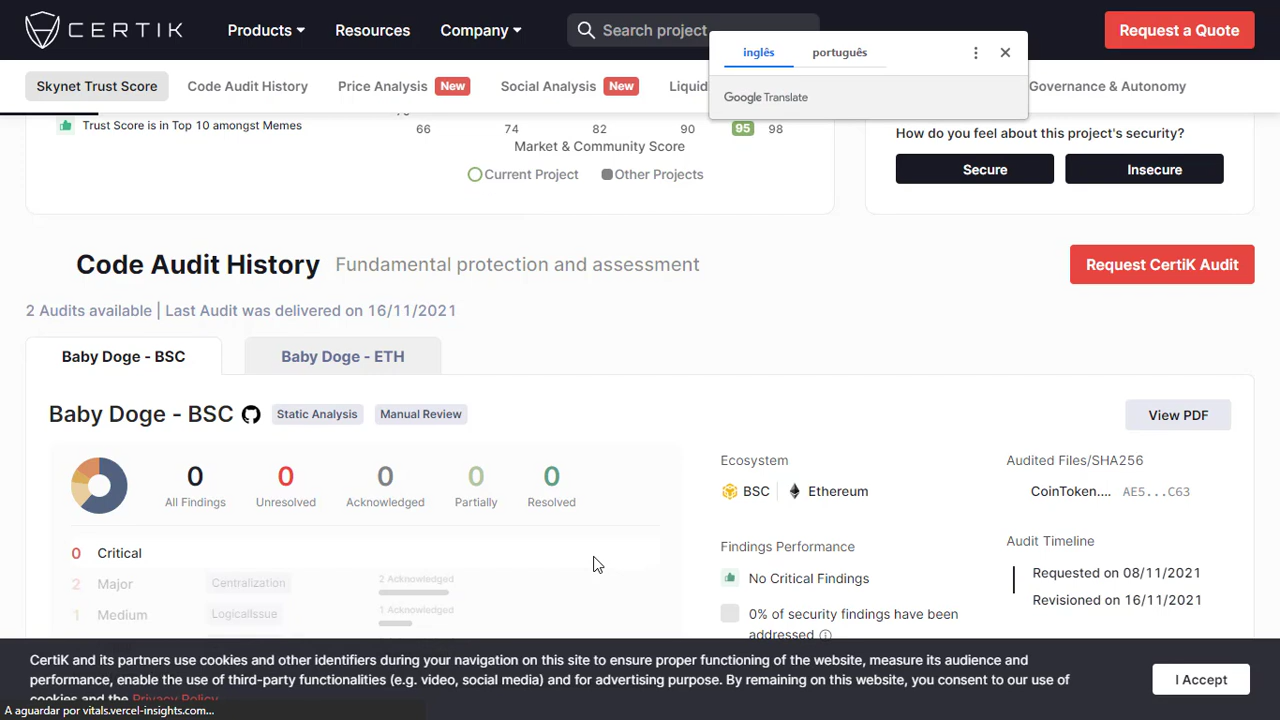 CERTIK
Products
Resources
Company
Search project
Request a Quote
inglês
português
Google Translate
Skynet Trust Score
Code Audit History
Price Analysis
New
Social Analysis
New
Governance & Autonomy
Trust Score is in Top 10 amongst Memes
66 74 82 90 95 98
Market & Community Score
Current Project
Other Projects
How do you feel about this project's security?
Secure
Insecure
Code Audit History
Fundamental protection and assessment
Request CertiK Audit
2 Audits available | Last Audit was delivered on 16/11/2021
Baby Doge - BSC
Baby Doge - ETH
Baby Doge - BSC
Static Analysis
Manual Review
View PDF
0 0 0 0 0
All Findings Unresolved Acknowledged Partially Resolved
0 Critical
2 Major Centralization 2 Acknowledged
1 Medium LogicalIssue 1 Acknowledged
Ecosystem
BSC
Ethereum
Findings Performance
No Critical Findings
0% of security findings have been
addressed
Audited Files/SHA256
CoinToken.... AE5...C63
Audit Timeline
Requested on 08/11/2021
Revisioned on 16/11/2021
CertiK and its partners use cookies and other identifiers during your navigation on this site to ensure proper functioning of the website, measure its audience and
performance, enable the use of third-party functionalities (e.g. video, social media) and for advertising purpose. By remaining on this website, you consent to our use of
cookies and the Privacy Policy
I Accept
A aguardar por vitals.vercel-insights.com...